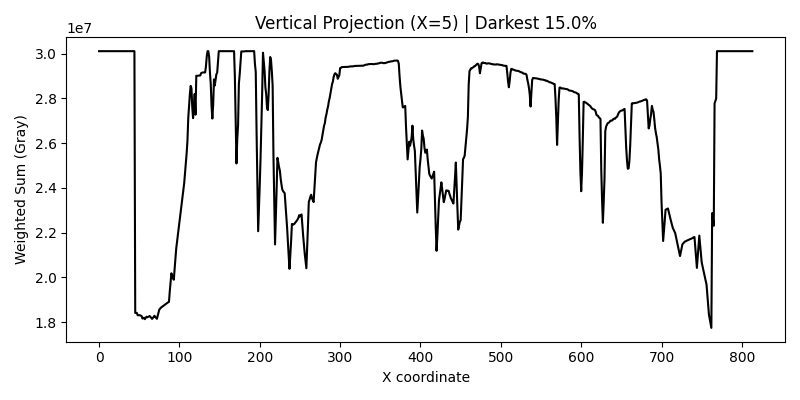 Vertical Projection (X=5) | Darkest 15.0%
1e7
3.0
2.8
2.6
2.4
2.2
2.0
1.8
Weighted Sum (Gray)
0 100 200 300 400 500 600 700 800
X coordinate